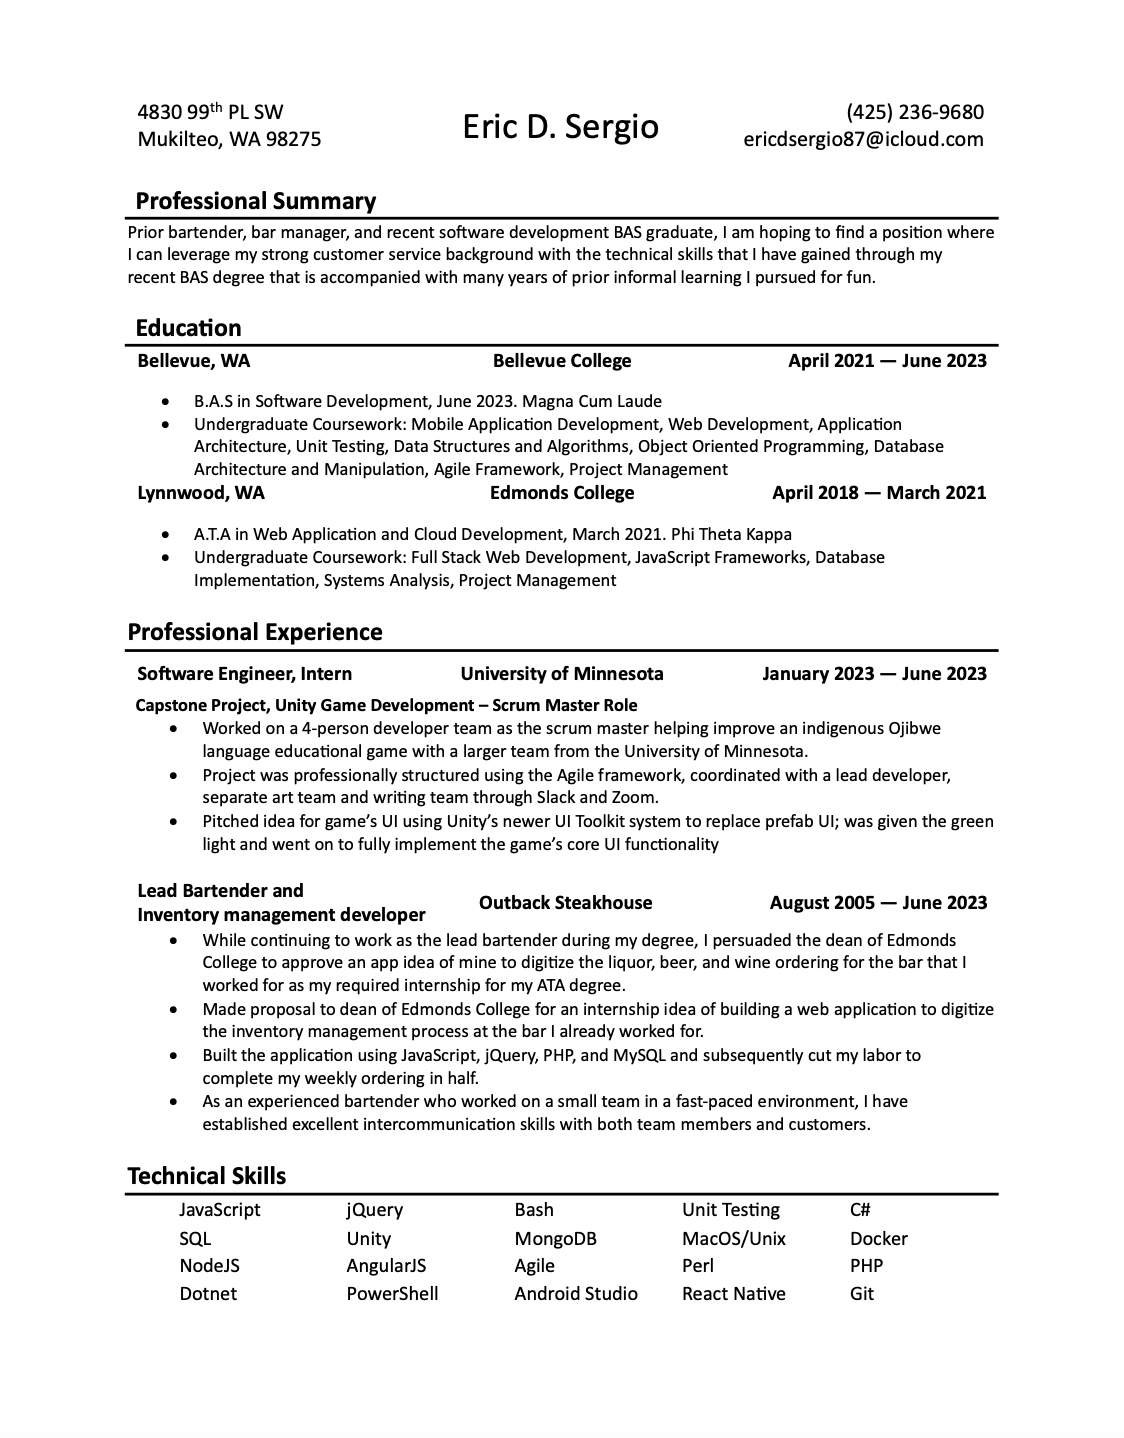 4830 99th PL SW
Mukilteo, WA 98275
Eric D. Sergio
(425) 236-9680
ericdsergio87@icloud.com
Professional Summary
Prior bartender, bar manager, and recent software development BAS graduate, I am hoping to find a position where
I can leverage my strong customer service background with the technical skills that I have gained through my
recent BAS degree that is accompanied with many years of prior informal learning I pursued for fun.
Education
Bellevue, WA Bellevue College April 2021 — June 2023
• B.A.S in Software Development, June 2023. Magna Cum Laude
• Undergraduate Coursework: Mobile Application Development, Web Development, Application
Architecture, Unit Testing, Data Structures and Algorithms, Object Oriented Programming, Database
Architecture and Manipulation, Agile Framework, Project Management
Lynnwood, WA Edmonds College April 2018 — March 2021
• A.T.A in Web Application and Cloud Development, March 2021. Phi Theta Kappa
• Undergraduate Coursework: Full Stack Web Development, JavaScript Frameworks, Database
Implementation, Systems Analysis, Project Management
Professional Experience
Software Engineer, Intern University of Minnesota January 2023 — June 2023
Capstone Project, Unity Game Development – Scrum Master Role
• Worked on a 4-person developer team as the scrum master helping improve an indigenous Ojibwe
language educational game with a larger team from the University of Minnesota.
• Project was professionally structured using the Agile framework, coordinated with a lead developer,
separate art team and writing team through Slack and Zoom.
• Pitched idea for game’s UI using Unity’s newer UI Toolkit system to replace prefab UI; was given the green
light and went on to fully implement the game’s core UI functionality
Lead Bartender and
Inventory management developer Outback Steakhouse August 2005 — June 2023
• While continuing to work as the lead bartender during my degree, I persuaded the dean of Edmonds
College to approve an app idea of mine to digitize the liquor, beer, and wine ordering for the bar that I
worked for as my required internship for my ATA degree.
• Made proposal to dean of Edmonds College for an internship idea of building a web application to digitize
the inventory management process at the bar I already worked for.
• Built the application using JavaScript, jQuery, PHP, and MySQL and subsequently cut my labor to
complete my weekly ordering in half.
• As an experienced bartender who worked on a small team in a fast-paced environment, I have
established excellent intercommunication skills with both team members and customers.
Technical Skills
JavaScript jQuery Bash Unit Testing C#
SQL Unity MongoDB MacOS/Unix Docker
NodeJS AngularJS Agile Perl PHP
Dotnet PowerShell Android Studio React Native Git